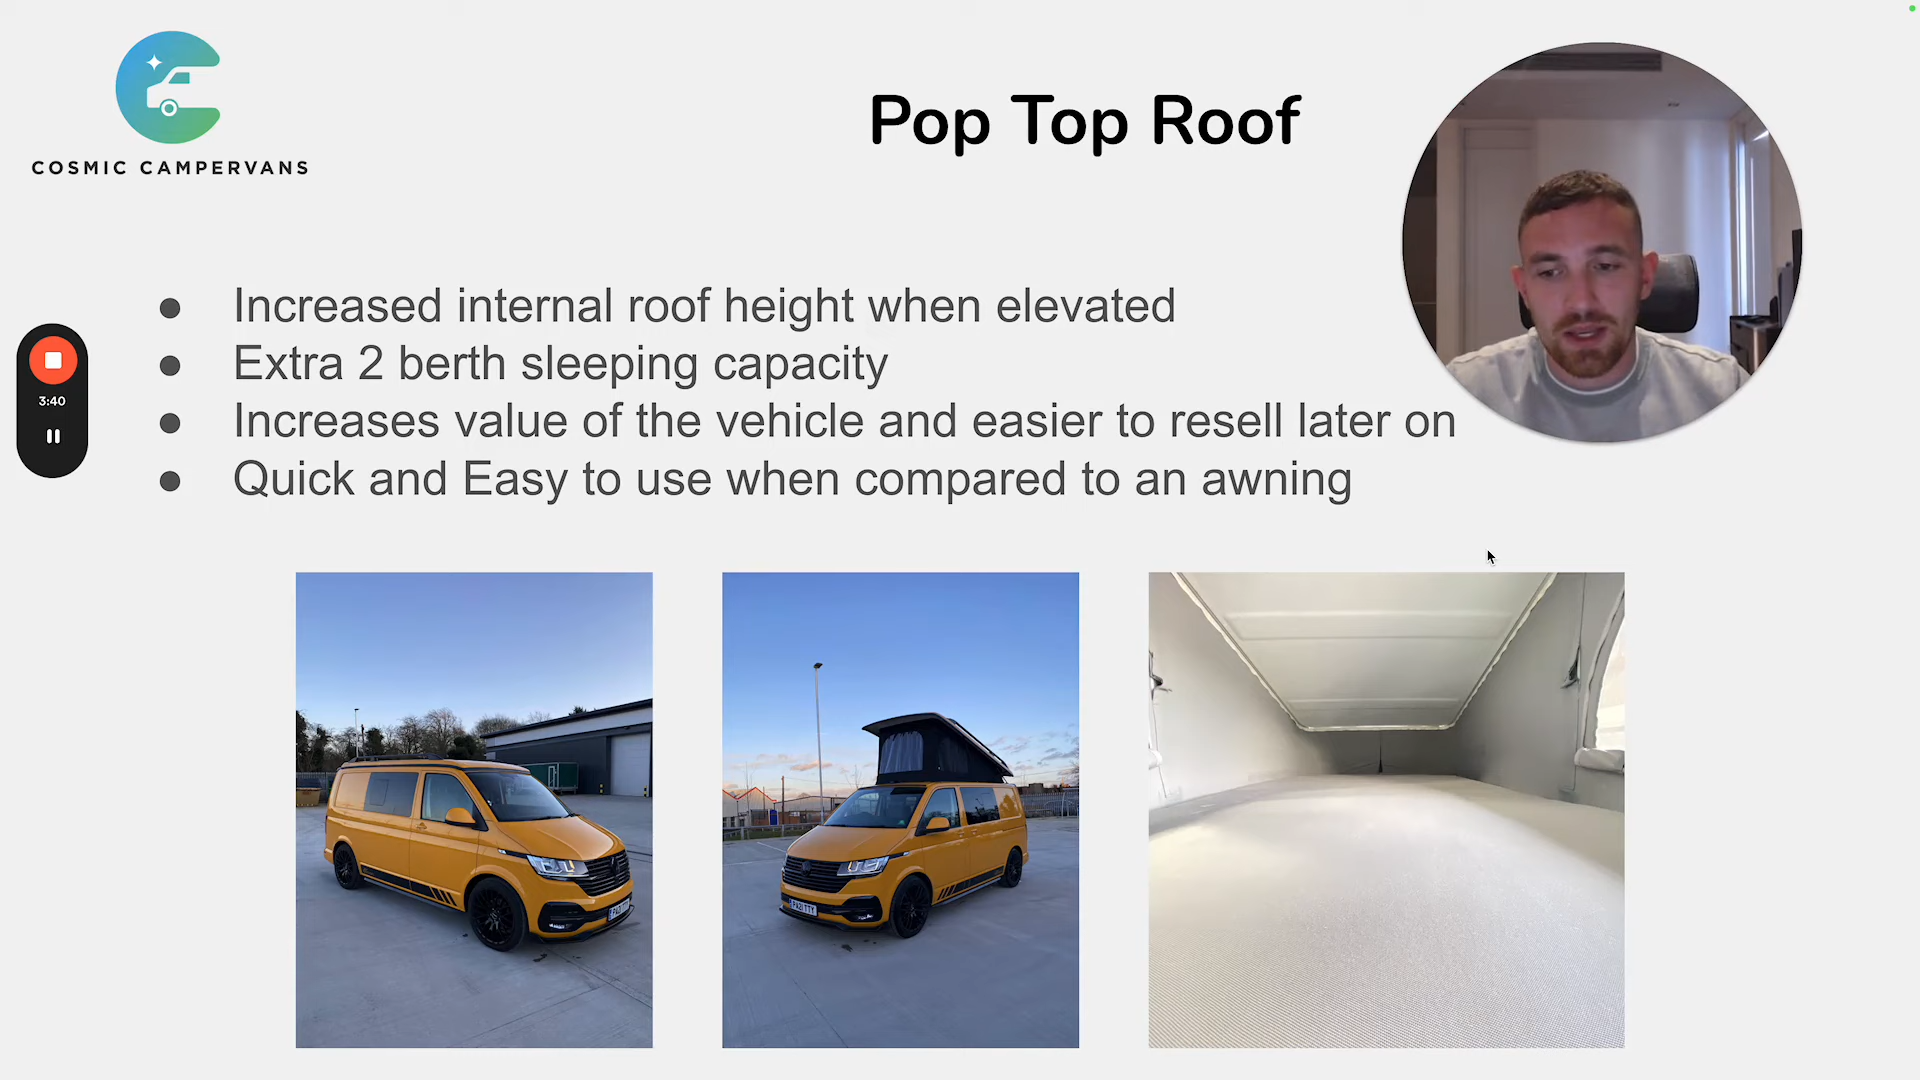 COSMIC CAMPERVANS
Pop Top Roof
Increased internal roof height when elevated
Extra 2 berth sleeping capacity
Increases value of the vehicle and easier to resell later on
Quick and Easy to use when compared to an awning
3:40